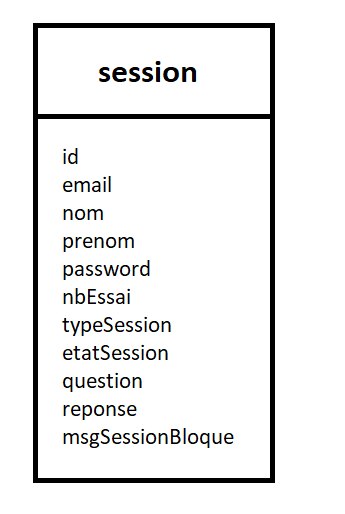 session
id
email
nom
prenom
password
nbEssai
typeSession
etatSession
question
reponse
msgSessionBloque